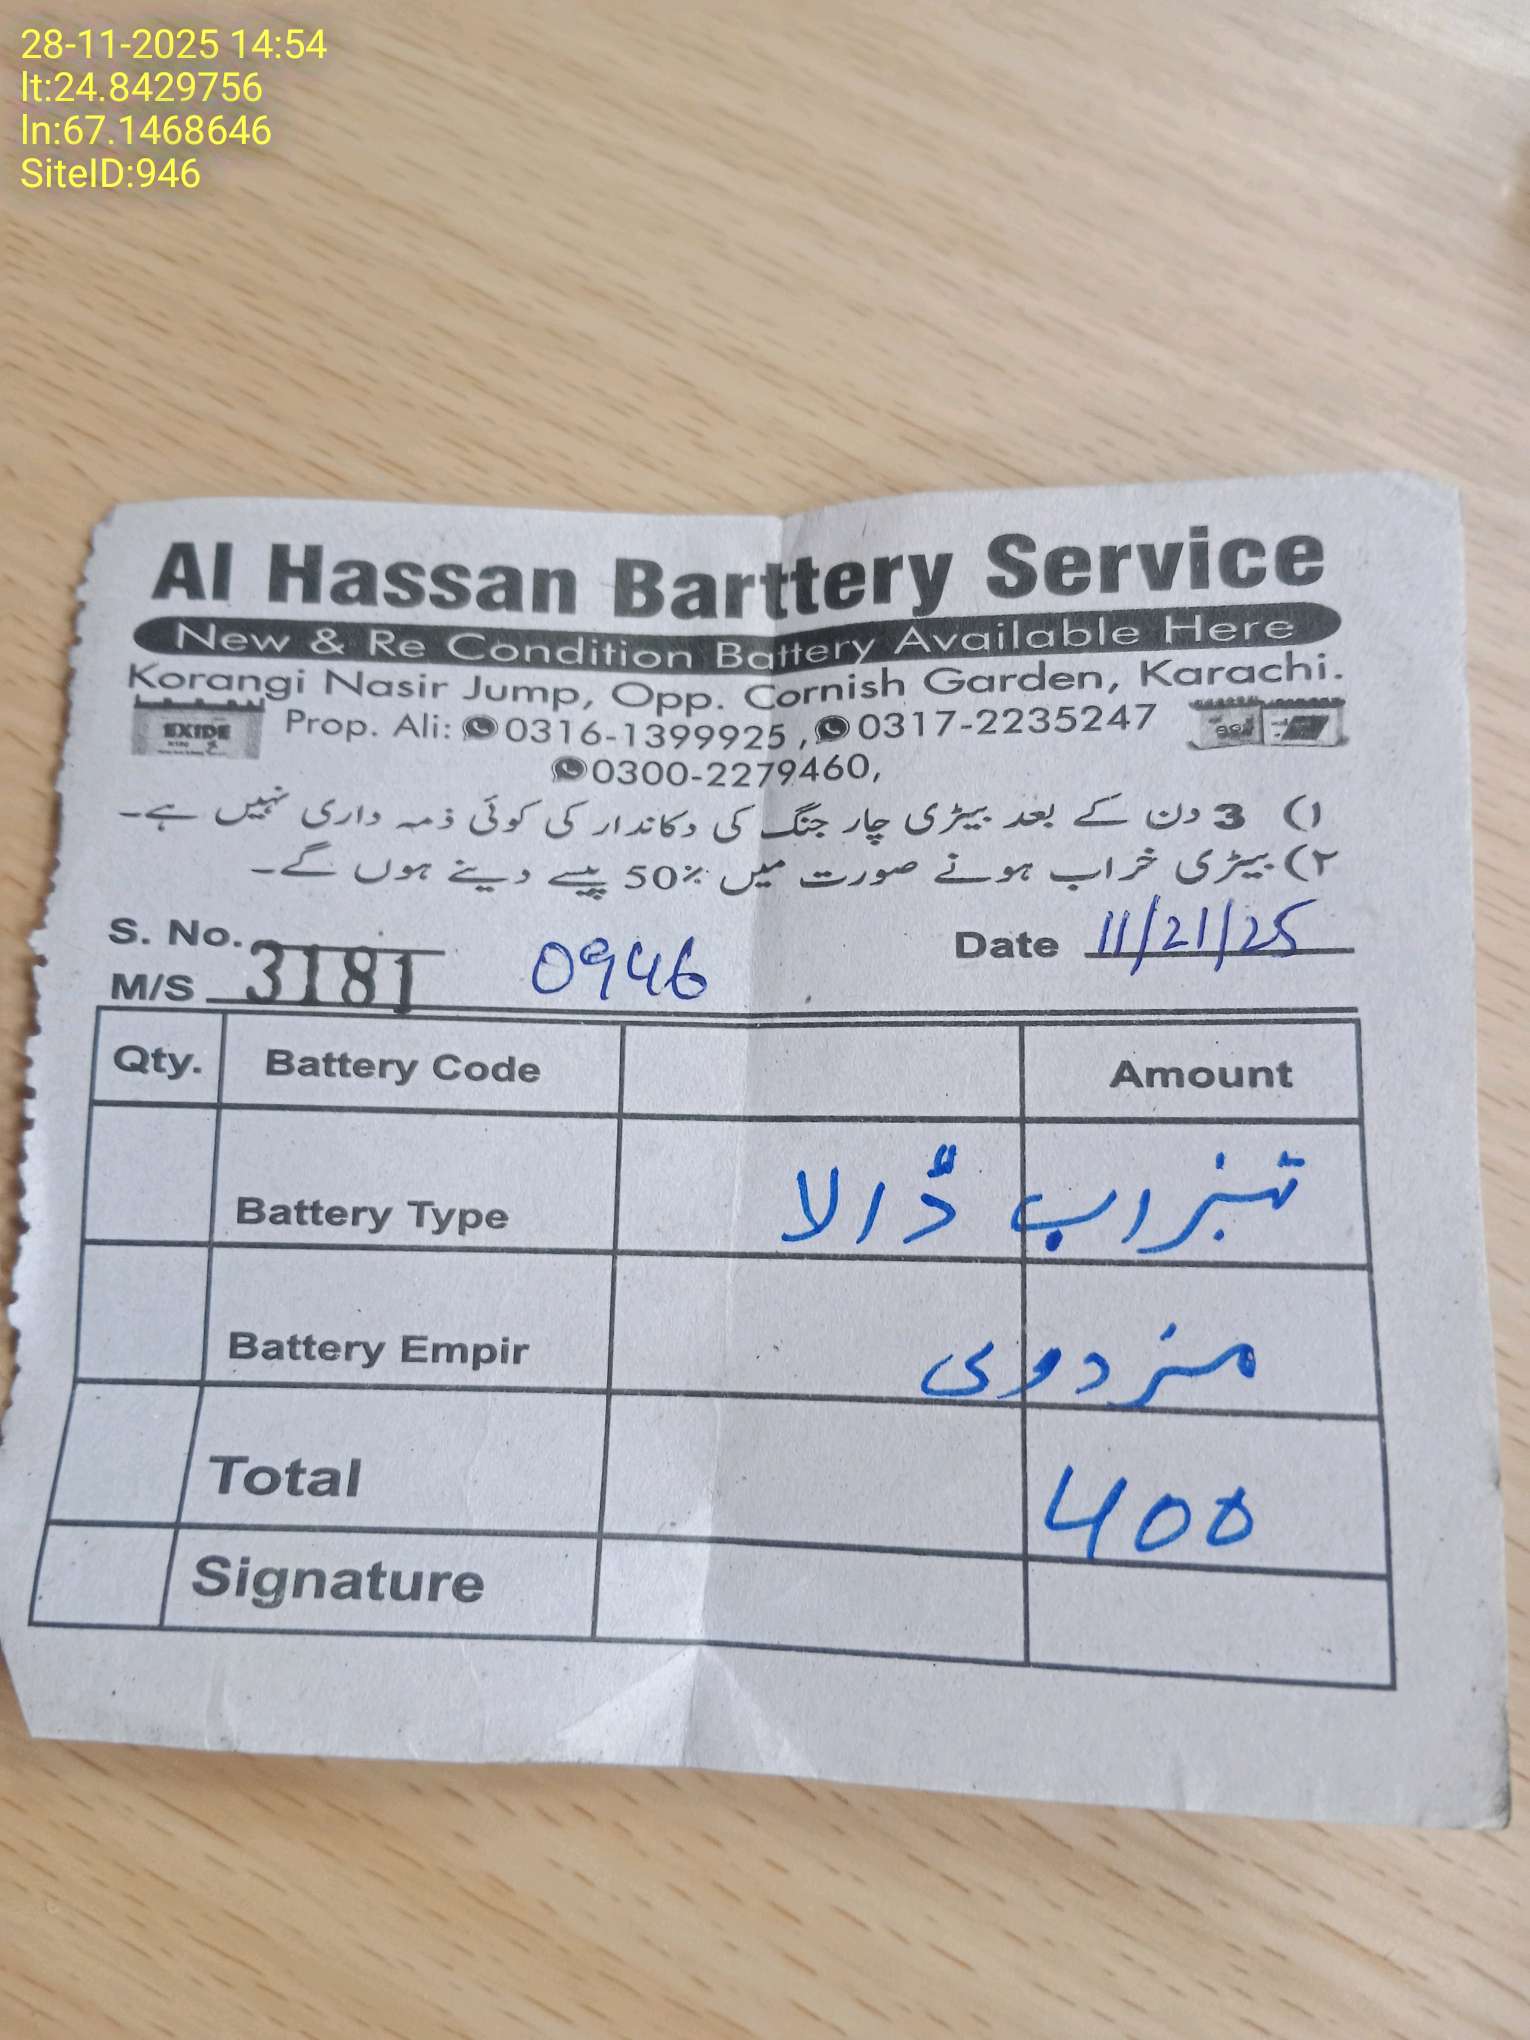 28-11-2025 14:54
lt:24.8429756
ln:67.1468646
SiteID:946
Al Hassan Barttery Service
New & Re Condition Battery Available Here
Korangi Nasir Jump, Opp. Cornish Garden, Karachi.
EXIDE
Prop. Ali: 0316-1399925 , 0317-2235247
0300-2279460,
۱) 3 دن کے بعد بیٹری چار جنگ کی دکاندار کی کوئی ذمہ داری نہیں ہے۔
۲) بیٹری خراب ہونے صورت میں 50% پیسے دینے ہوں گے۔
S. No. 3181 0946 Date 11/21/25
M/S
Qty. Battery Code Amount
Battery Type تیزاب ڈالا
Battery Empir مزدوری
Total 400
Signature